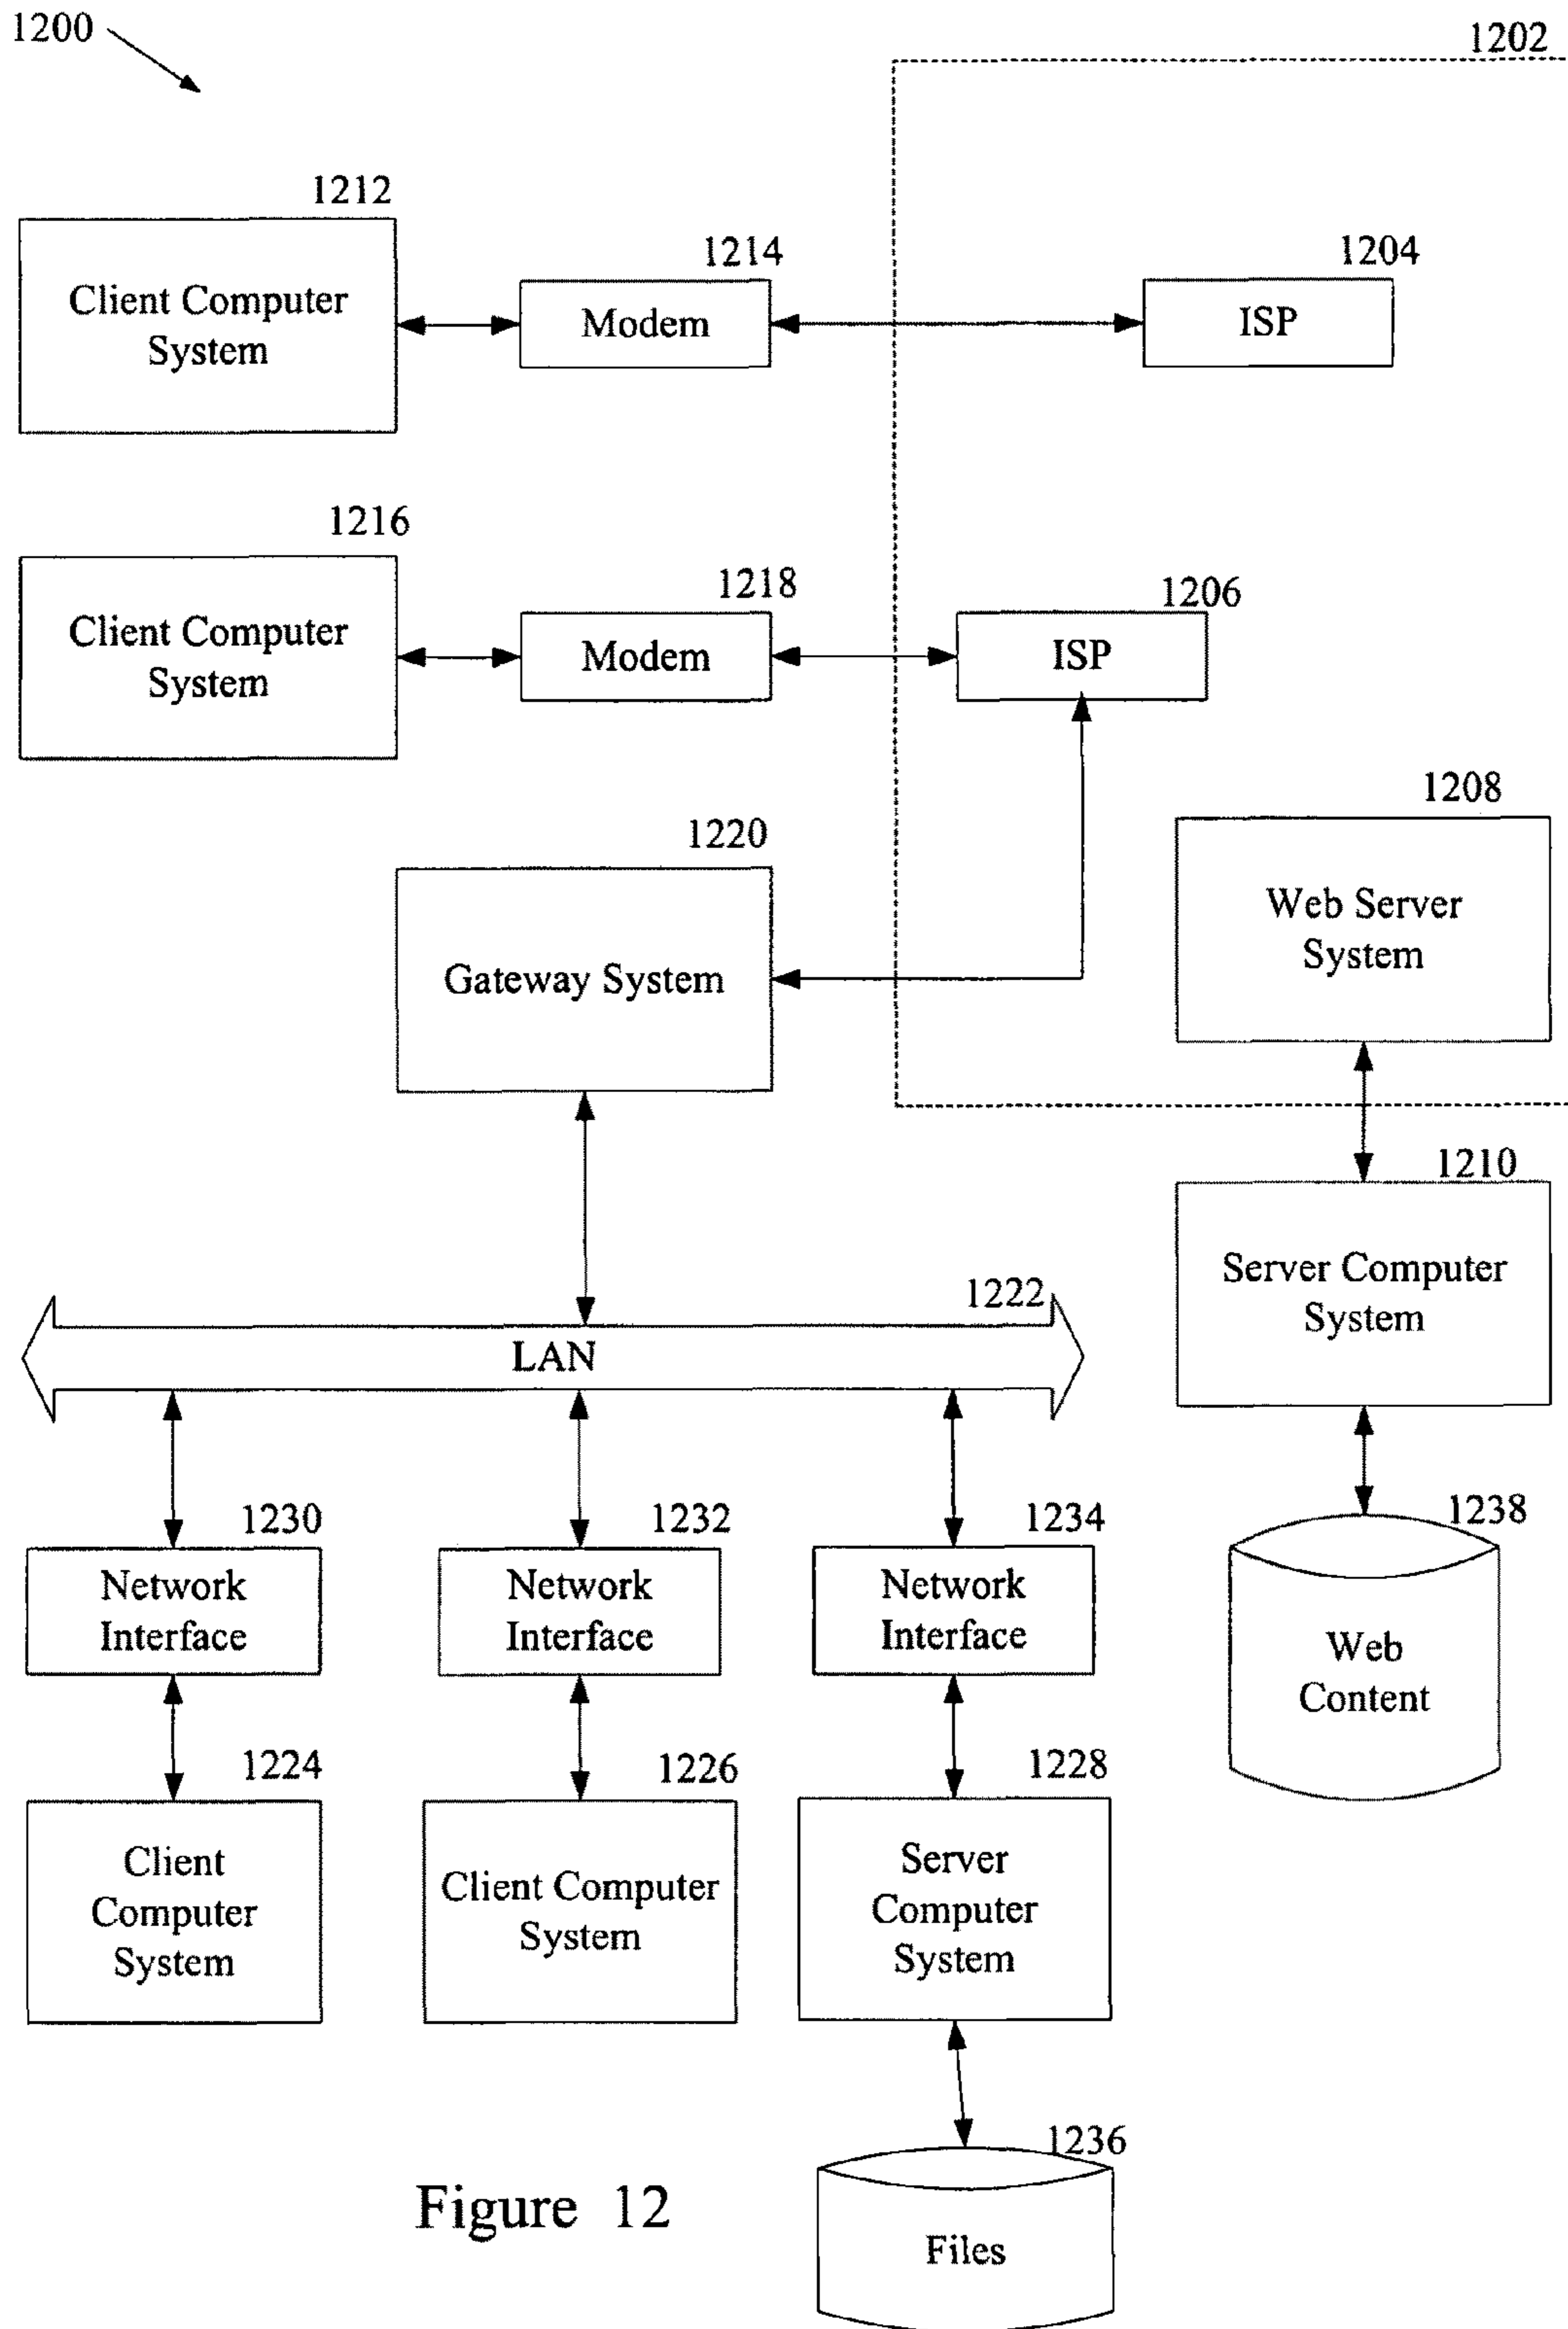 1200
1202
1212
Client Computer
System
1214
Modem
1204
ISP
1216
Client Computer
System
1218
Modem
1206
ISP
1220
Gateway System
1208
Web Server
System
1210
Server Computer
System
1222
LAN
1230
Network
Interface
1232
Network
Interface
1234
Network
Interface
1238
Web
Content
1224
Client
Computer
System
1226
Client Computer
System
1228
Server
Computer
System
1236
Files
Figure 12